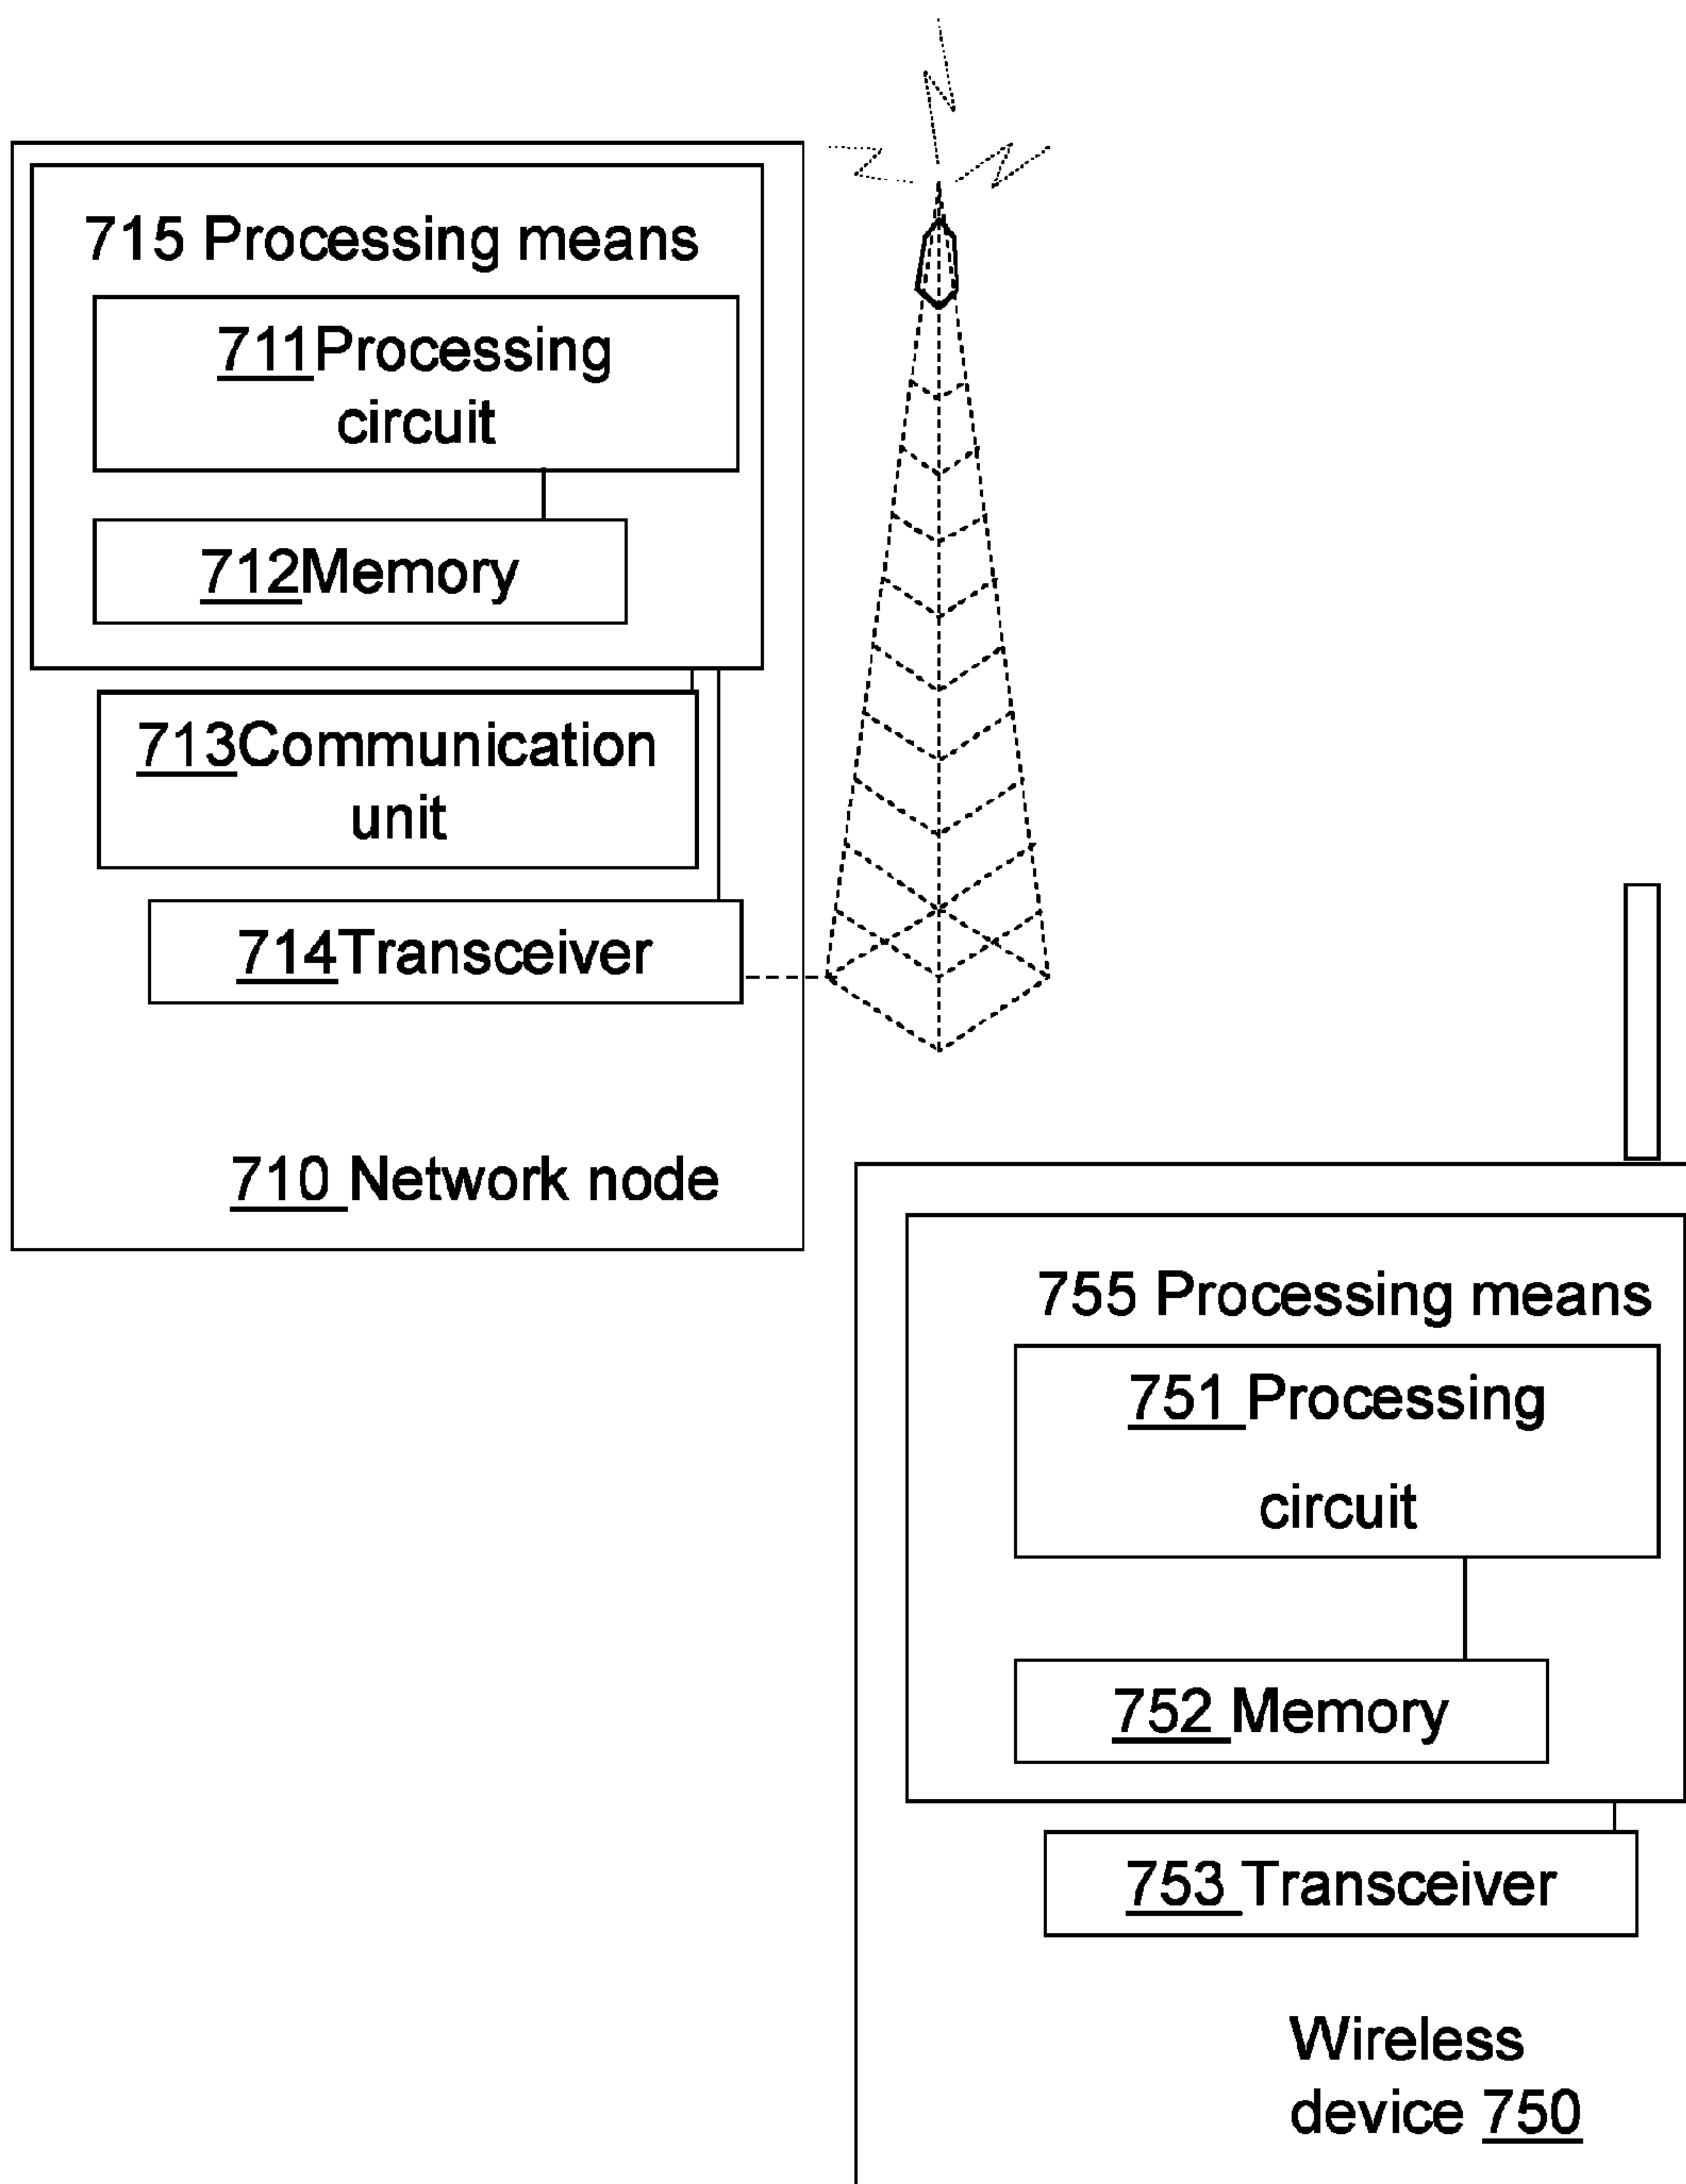 715 Processing means
711Processing
circuit
712Memory
713Communication
unit
714Transceiver
710 Network node
755 Processing means
751 Processing
circuit
752 Memory
753 Transceiver
Wireless
device 750